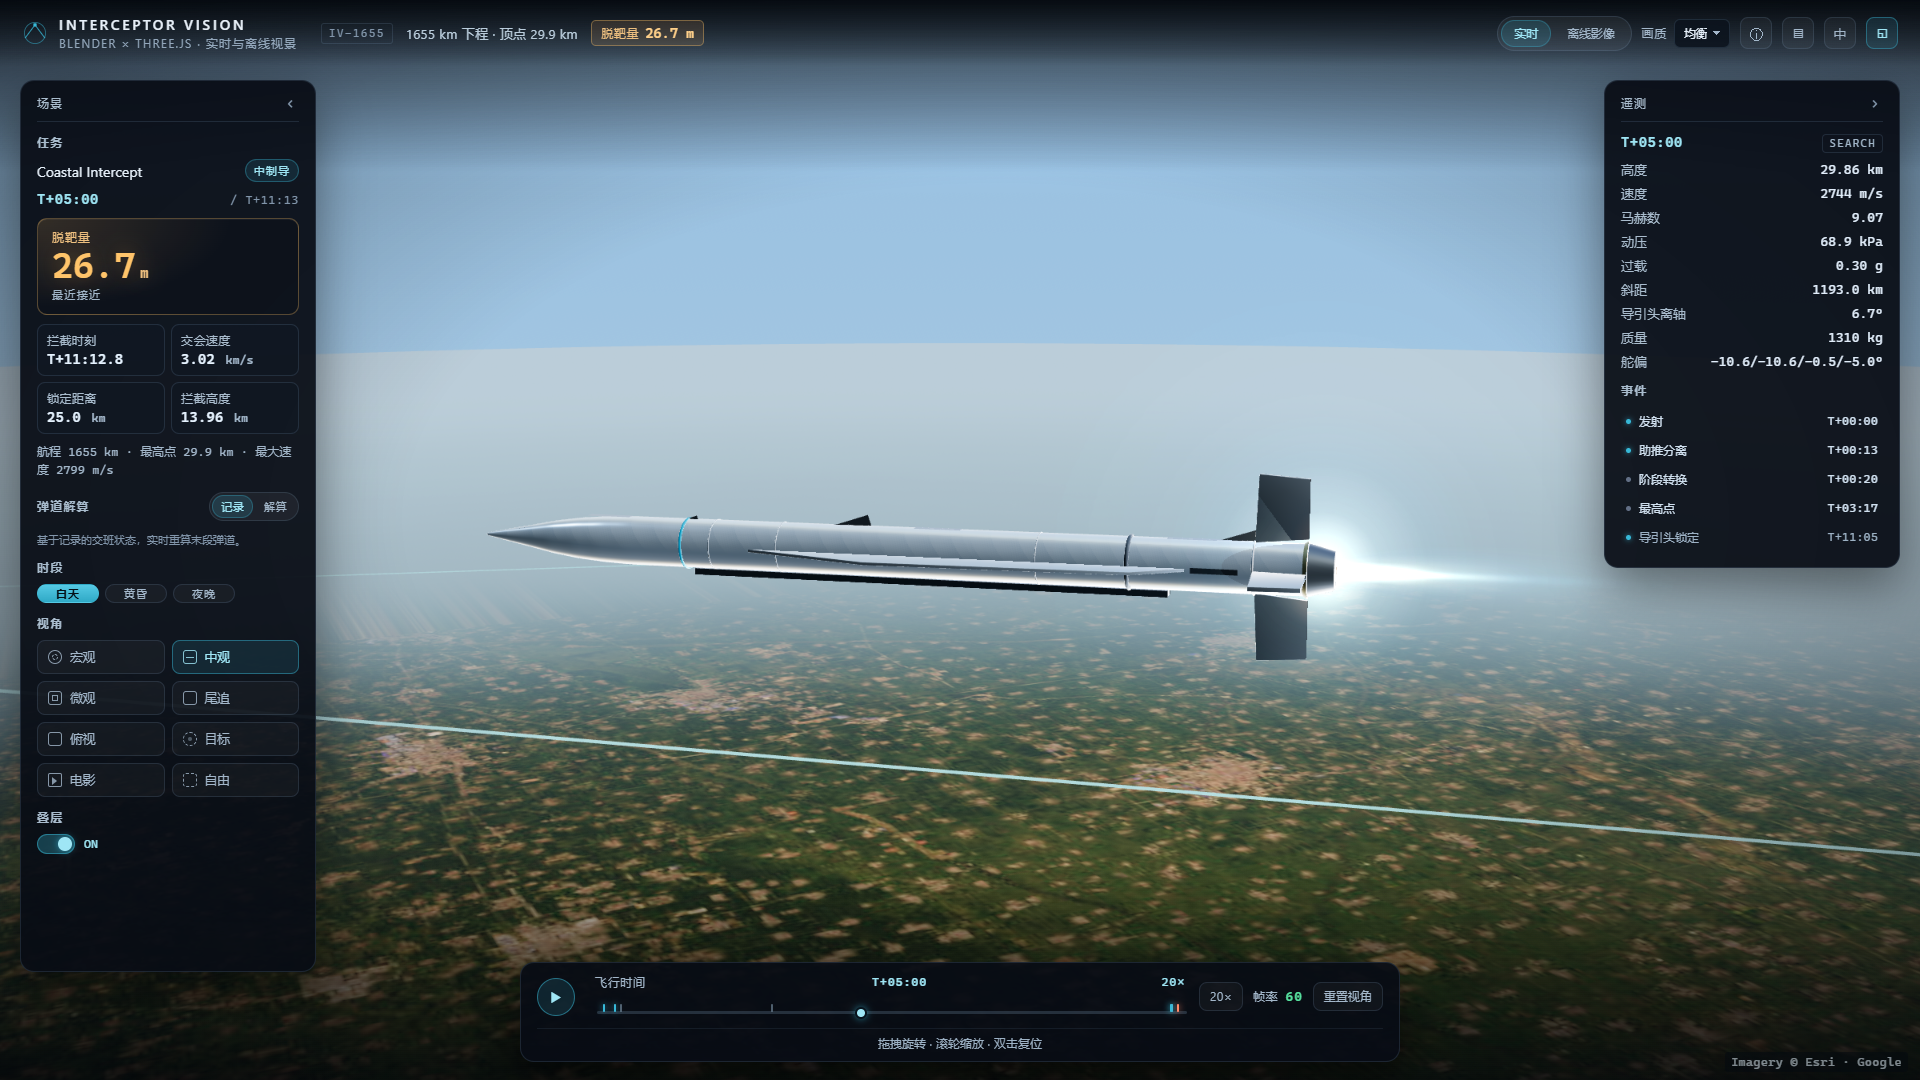 INTERCEPTOR VISION
BLENDER × THREE.JS · 实时与离线视景
IV-1655
1655 km 下程 · 顶点 29.9 km
脱靶量 26.7 m
实时
离线影像
画质
均衡
中
场景
任务
Coastal Intercept
中制导
T+05:00
/ T+11:13
脱靶量
26.7 m
最近接近
拦截时刻
T+11:12.8
交会速度
3.02 km/s
锁定距离
25.0 km
拦截高度
13.96 km
航程 1655 km · 最高点 29.9 km · 最大速
度 2799 m/s
弹道解算
记录
解算
基于记录的交班状态，实时重算末段弹道。
时段
白天
黄昏
夜晚
视角
宏观
中观
微观
尾追
俯视
目标
电影
自由
叠层
ON
遥测
T+05:00
SEARCH
高度 29.86 km
速度 2744 m/s
马赫数 9.07
动压 68.9 kPa
过载 0.30 g
斜距 1193.0 km
导引头离轴 6.7°
质量 1310 kg
舵偏 −10.6/−10.6/−0.5/−5.0°
事件
发射 T+00:00
助推分离 T+00:13
阶段转换 T+00:20
最高点 T+03:17
导引头锁定 T+11:05
飞行时间
T+05:00
20×
20×
帧率 60
重置视角
拖拽旋转 · 滚轮缩放 · 双击复位
Imagery © Esri · Google